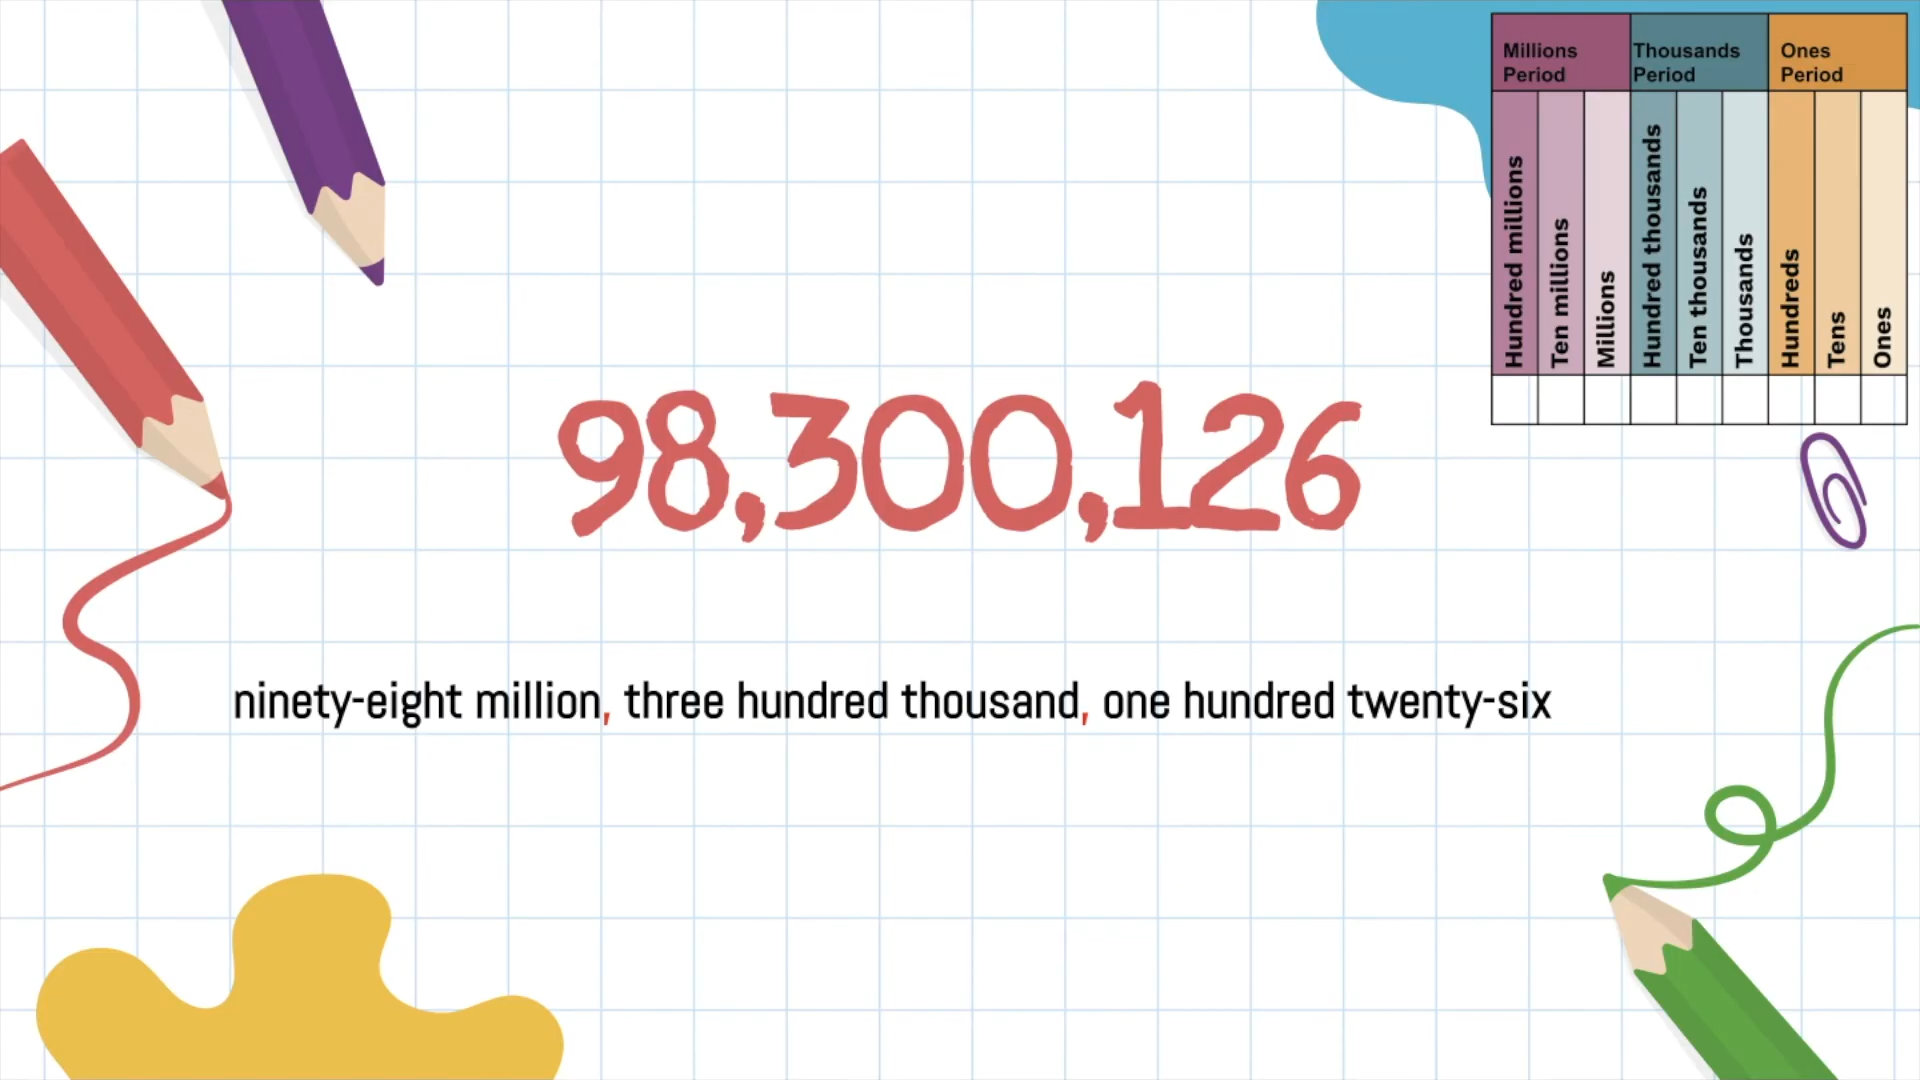 Millions Period
Thousands Period
Ones Period
Hundred millions
Ten millions
Millions
Hundred thousands
Ten thousands
Thousands
Hundreds
Tens
Ones
98,300,126
ninety-eight million, three hundred thousand, one hundred twenty-six